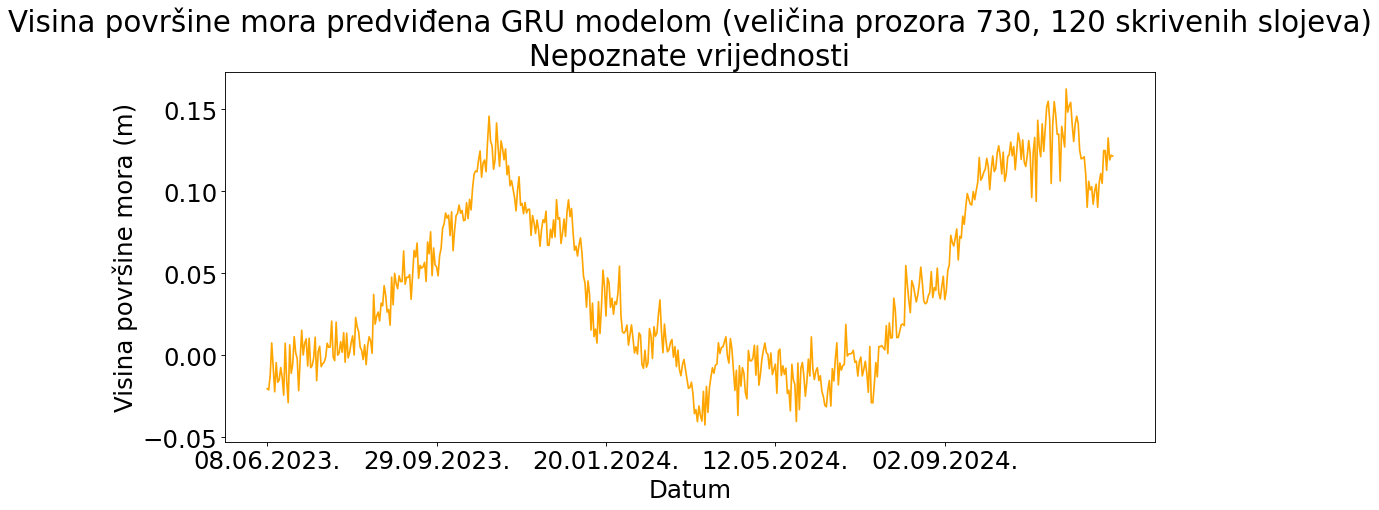 Visina površine mora predviđena GRU modelom (veličina prozora 730, 120 skrivenih slojeva)
Nepoznate vrijednosti
Visina površine mora (m)
0.15
0.10
0.05
0.00
−0.05
08.06.2023. 29.09.2023. 20.01.2024. 12.05.2024. 02.09.2024.
Datum